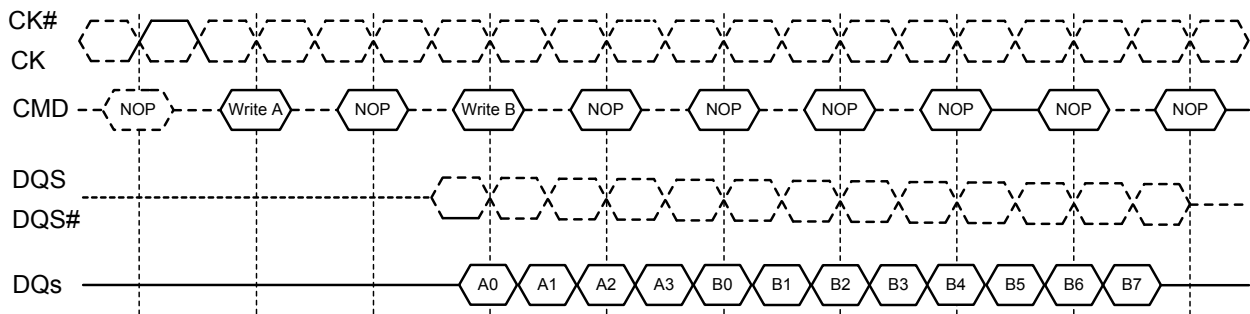 CK#
CK
CMD NOP Write A NOP Write B NOP NOP NOP NOP NOP NOP
DQS
DQS#
DQs A0 A1 A2 A3 B0 B1 B2 B3 B4 B5 B6 B7